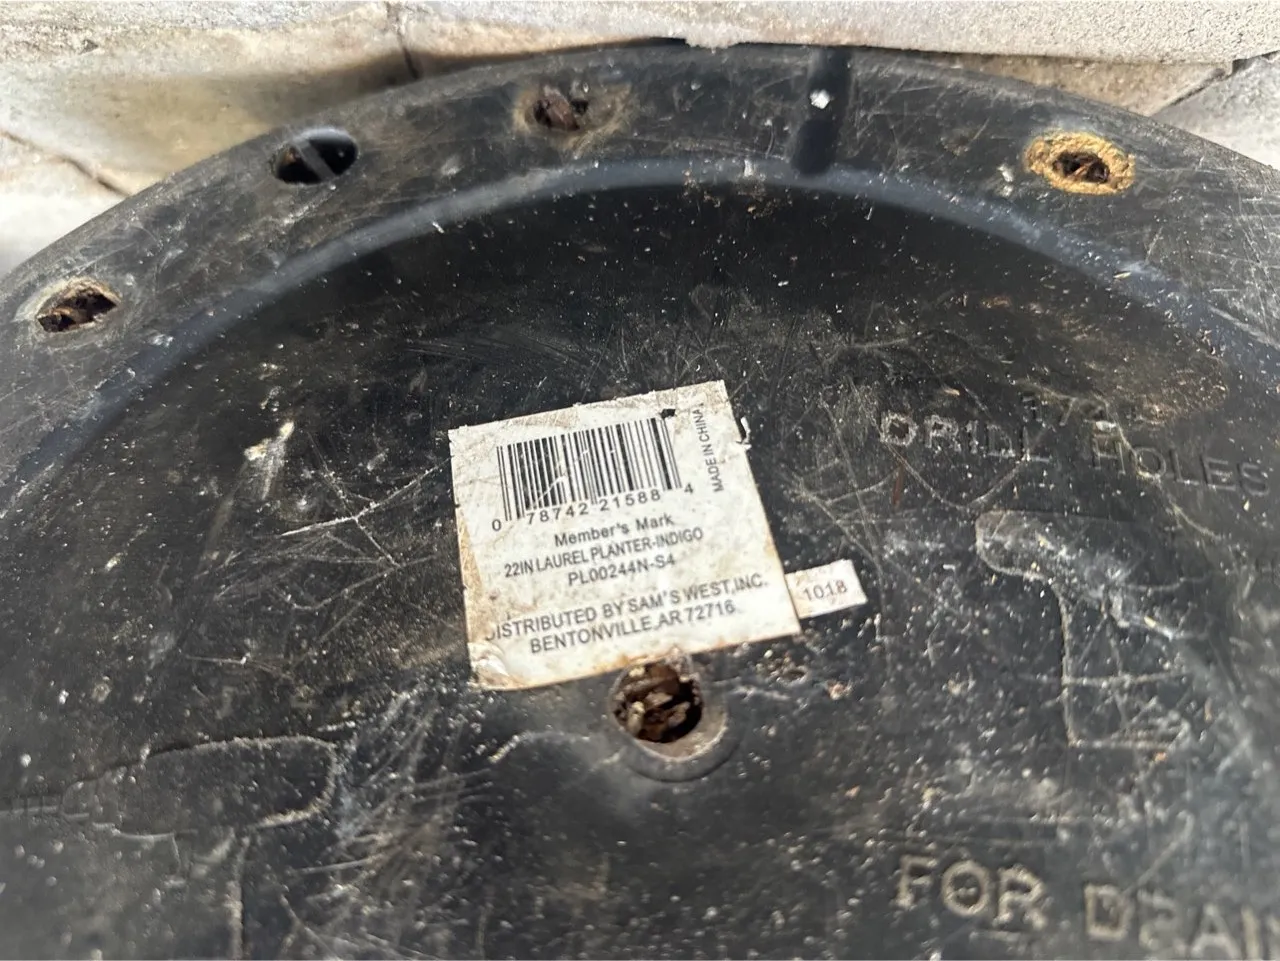 0 78742 21588 4
MADE IN CHINA
Member's Mark
22IN LAUREL PLANTER-INDIGO
PL00244N-S4
DISTRIBUTED BY SAM'S WEST, INC.
BENTONVILLE, AR 72716
1018
DRILL HOLES
FOR DRAIN